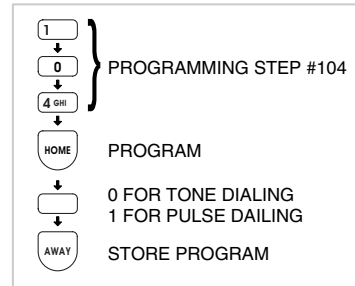 1
0 PROGRAMMING STEP #104
4 GHI
HOME PROGRAM
0 FOR TONE DIALING
1 FOR PULSE DAILING
AWAY STORE PROGRAM